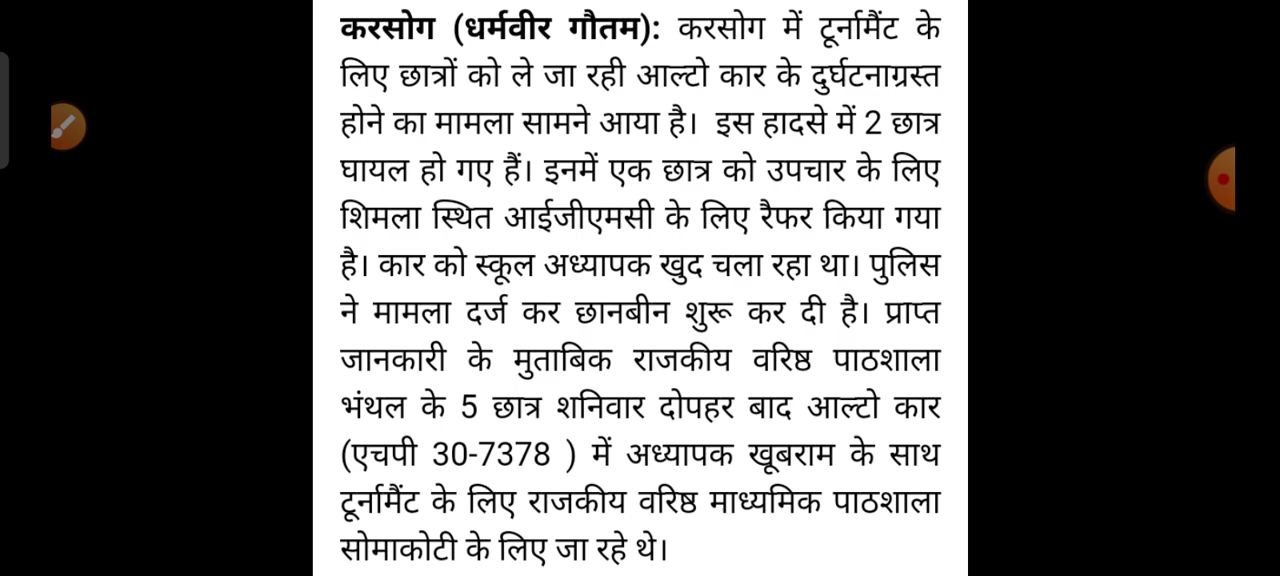 करसोग (धर्मवीर गौतम): करसोग में टूर्नामैंट के
लिए छात्रों को ले जा रही आल्टो कार के दुर्घटनाग्रस्त
होने का मामला सामने आया है। इस हादसे में 2 छात्र
घायल हो गए हैं। इनमें एक छात्र को उपचार के लिए
शिमला स्थित आईजीएमसी के लिए रैफर किया गया
है। कार को स्कूल अध्यापक खुद चला रहा था। पुलिस
ने मामला दर्ज कर छानबीन शुरू कर दी है। प्राप्त
जानकारी के मुताबिक राजकीय वरिष्ठ पाठशाला
भंथल के 5 छात्र शनिवार दोपहर बाद आल्टो कार
(एचपी 30-7378 ) में अध्यापक खूबराम के साथ
टूर्नामैंट के लिए राजकीय वरिष्ठ माध्यमिक पाठशाला
सोमाकोटी के लिए जा रहे थे।